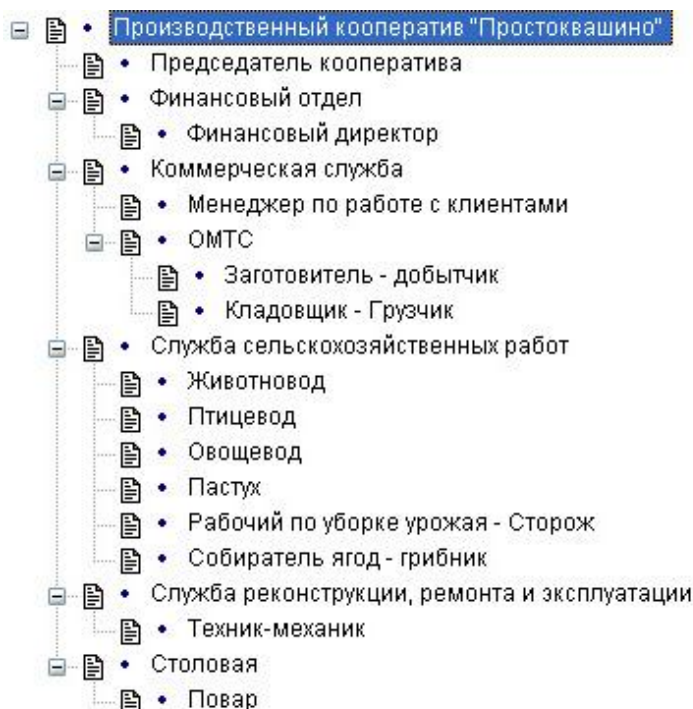 • Производственный кооператив "Простоквашино"
• Председатель кооператива
• Финансовый отдел
• Финансовый директор
• Коммерческая служба
• Менеджер по работе с клиентами
• ОМТС
• Заготовитель - добытчик
• Кладовщик - Грузчик
• Служба сельскохозяйственных работ
• Животновод
• Птицевод
• Овощевод
• Пастух
• Рабочий по уборке урожая - Сторож
• Собиратель ягод - грибник
• Служба реконструкции, ремонта и эксплуатации
• Техник-механик
• Столовая
• Повар